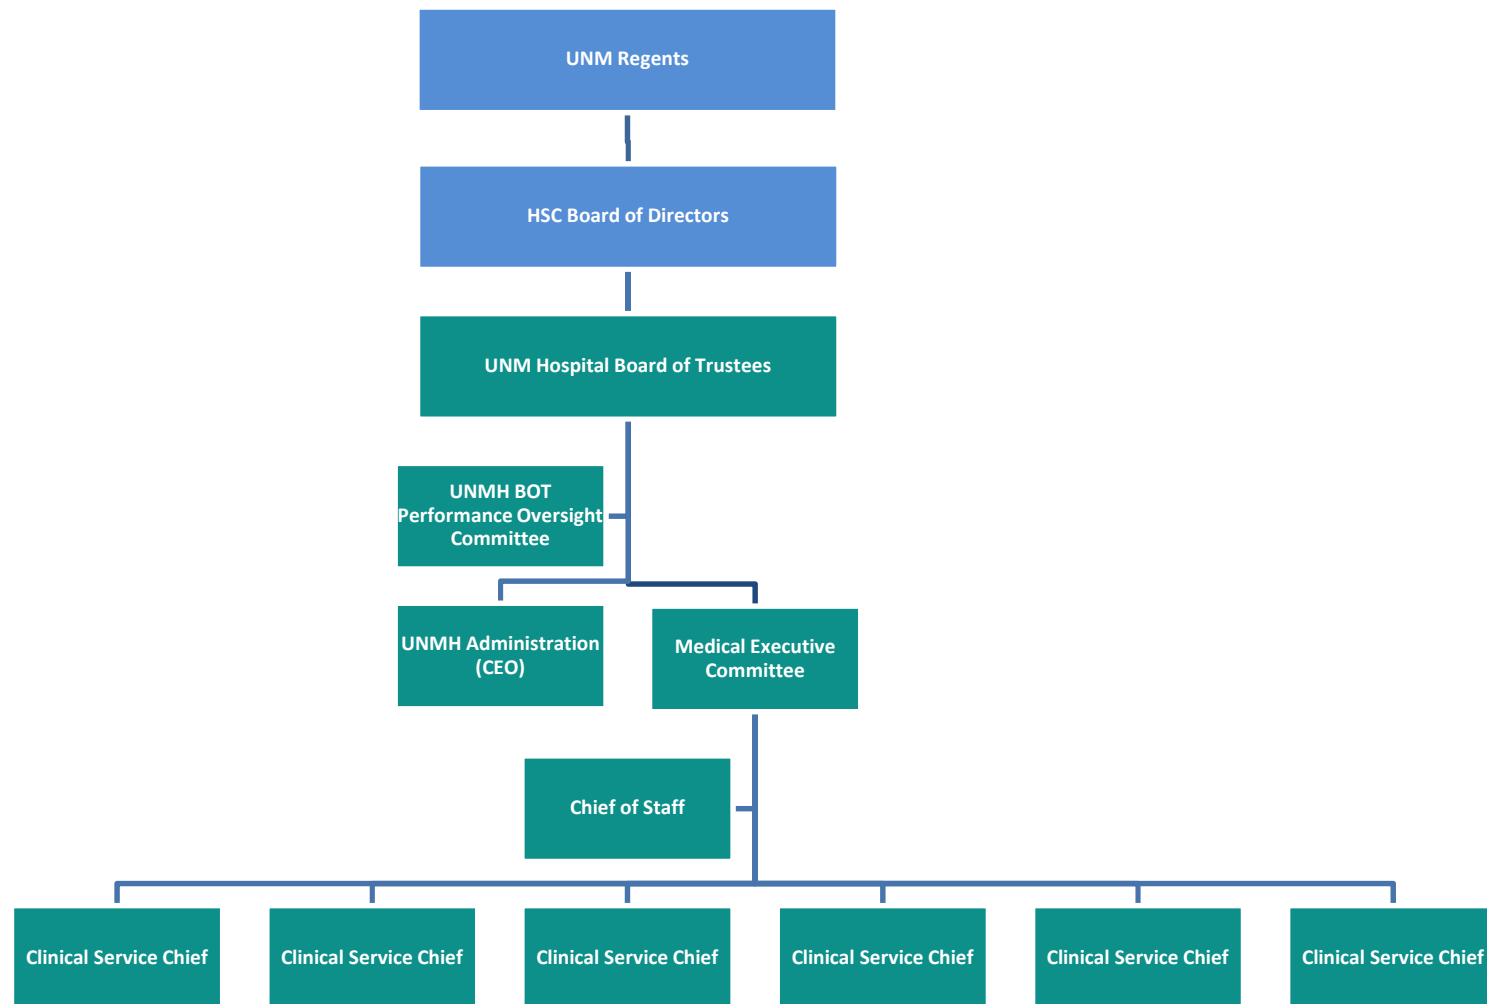 UNM Regents
HSC Board of Directors
UNM Hospital Board of Trustees
UNMH BOT
Performance Oversight
Committee
UNMH Administration
(CEO)
Medical Executive
Committee
Chief of Staff
Clinical Service Chief
Clinical Service Chief
Clinical Service Chief
Clinical Service Chief
Clinical Service Chief
Clinical Service Chief